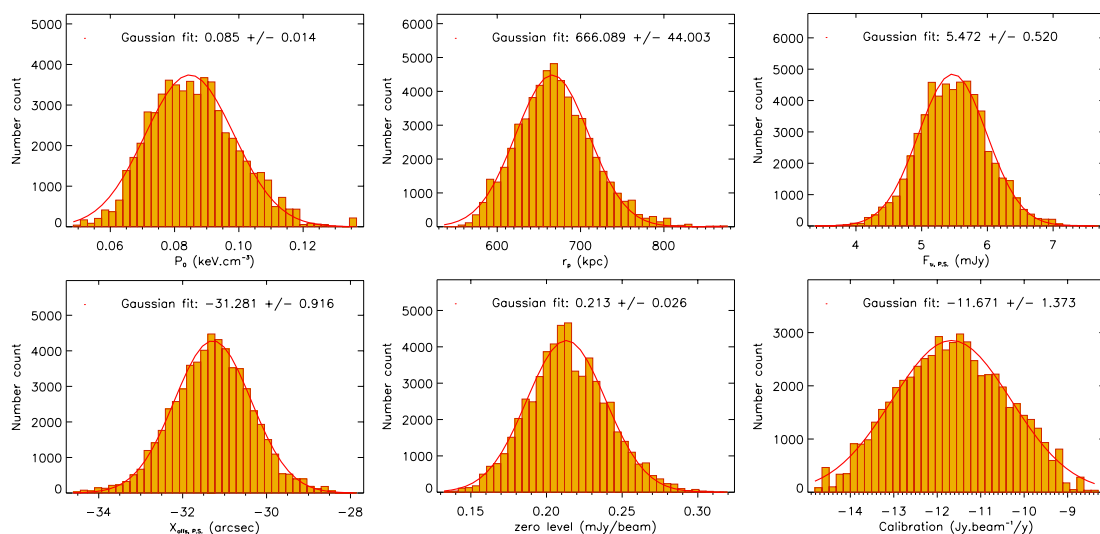 Gaussian fit: 0.085 +/- 0.014
Number count
5000
4000
3000
2000
1000
0
0.06 0.08 0.10 0.12
P₀ (keV.cm⁻³)
Gaussian fit: 666.089 +/- 44.003
Number count
6000
5000
4000
3000
2000
1000
0
600 700 800
rₚ (kpc)
Gaussian fit: 5.472 +/- 0.520
Number count
6000
5000
4000
3000
2000
1000
0
4 5 6 7
(mJy)
Gaussian fit: -31.281 +/- 0.916
Number count
5000
4000
3000
2000
1000
0
-34 -32 -30 -28
(arcsec)
Gaussian fit: 0.213 +/- 0.026
Number count
5000
4000
3000
2000
1000
0
0.15 0.20 0.25 0.30
zero level (mJy/beam)
Gaussian fit: -11.671 +/- 1.373
Number count
3000
2000
1000
0
-14 -13 -12 -11 -10 -9
Calibration (Jy.beam⁻¹/y)